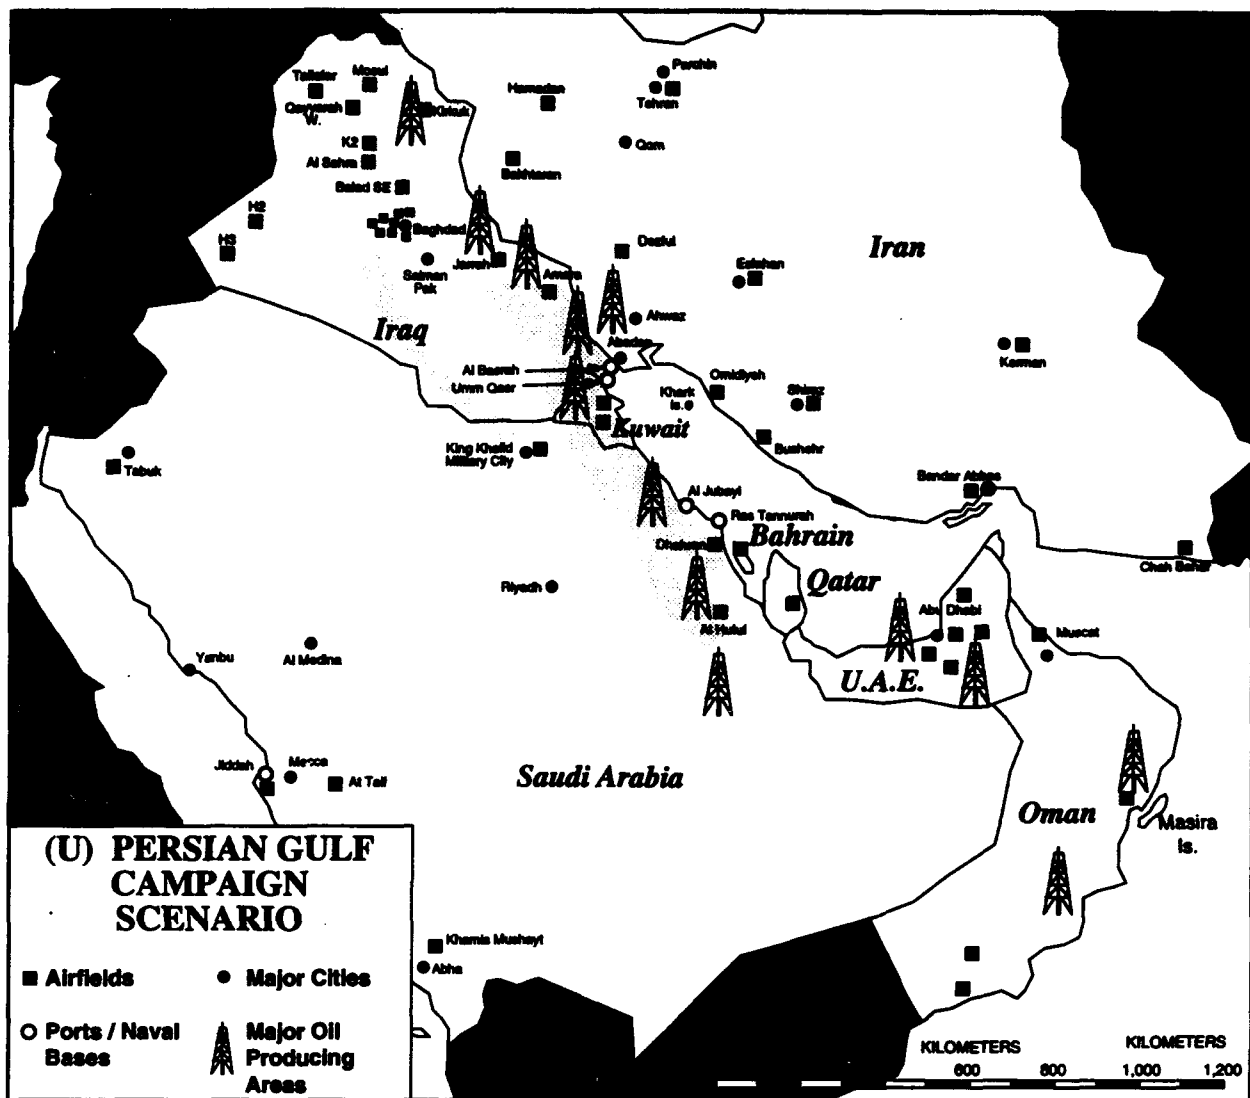 Parchin
Mosul
Tallafar
Hamadan
Tehran
Qayyarah
W.
Kirkuk
K2
Qom
Al Sahra
Bakhtaran
Balad SE
H2
Baghdad
H3
Dezful
Iran
Salman
Pak
Jarrah
Esfahan
Amara
Ahwaz
Iraq
Abadan
Kerman
Al Basrah
Umm Qasr
Omidiyeh
Shiraz
Khark
Is.
Kuwait
Bushehr
King Khalid
Military City
Tabuk
Bandar Abbas
Al Jubayl
Ras Tannurah
Dhahran
Bahrain
Chah Bahar
Qatar
Riyadh
Abu Dhabi
Al Hufuf
Muscat
Yanbu
Al Medina
U.A.E.
Jiddah
Mecca
At Taif
Saudi Arabia
Oman
Masira
Is.
(U) PERSIAN GULF
CAMPAIGN
SCENARIO
Khamis Mushayt
Abha
Airfields
Major Cities
Ports / Naval
Bases
Major Oil
Producing
Areas
KILOMETERS
KILOMETERS
600
800
1,000
1,200